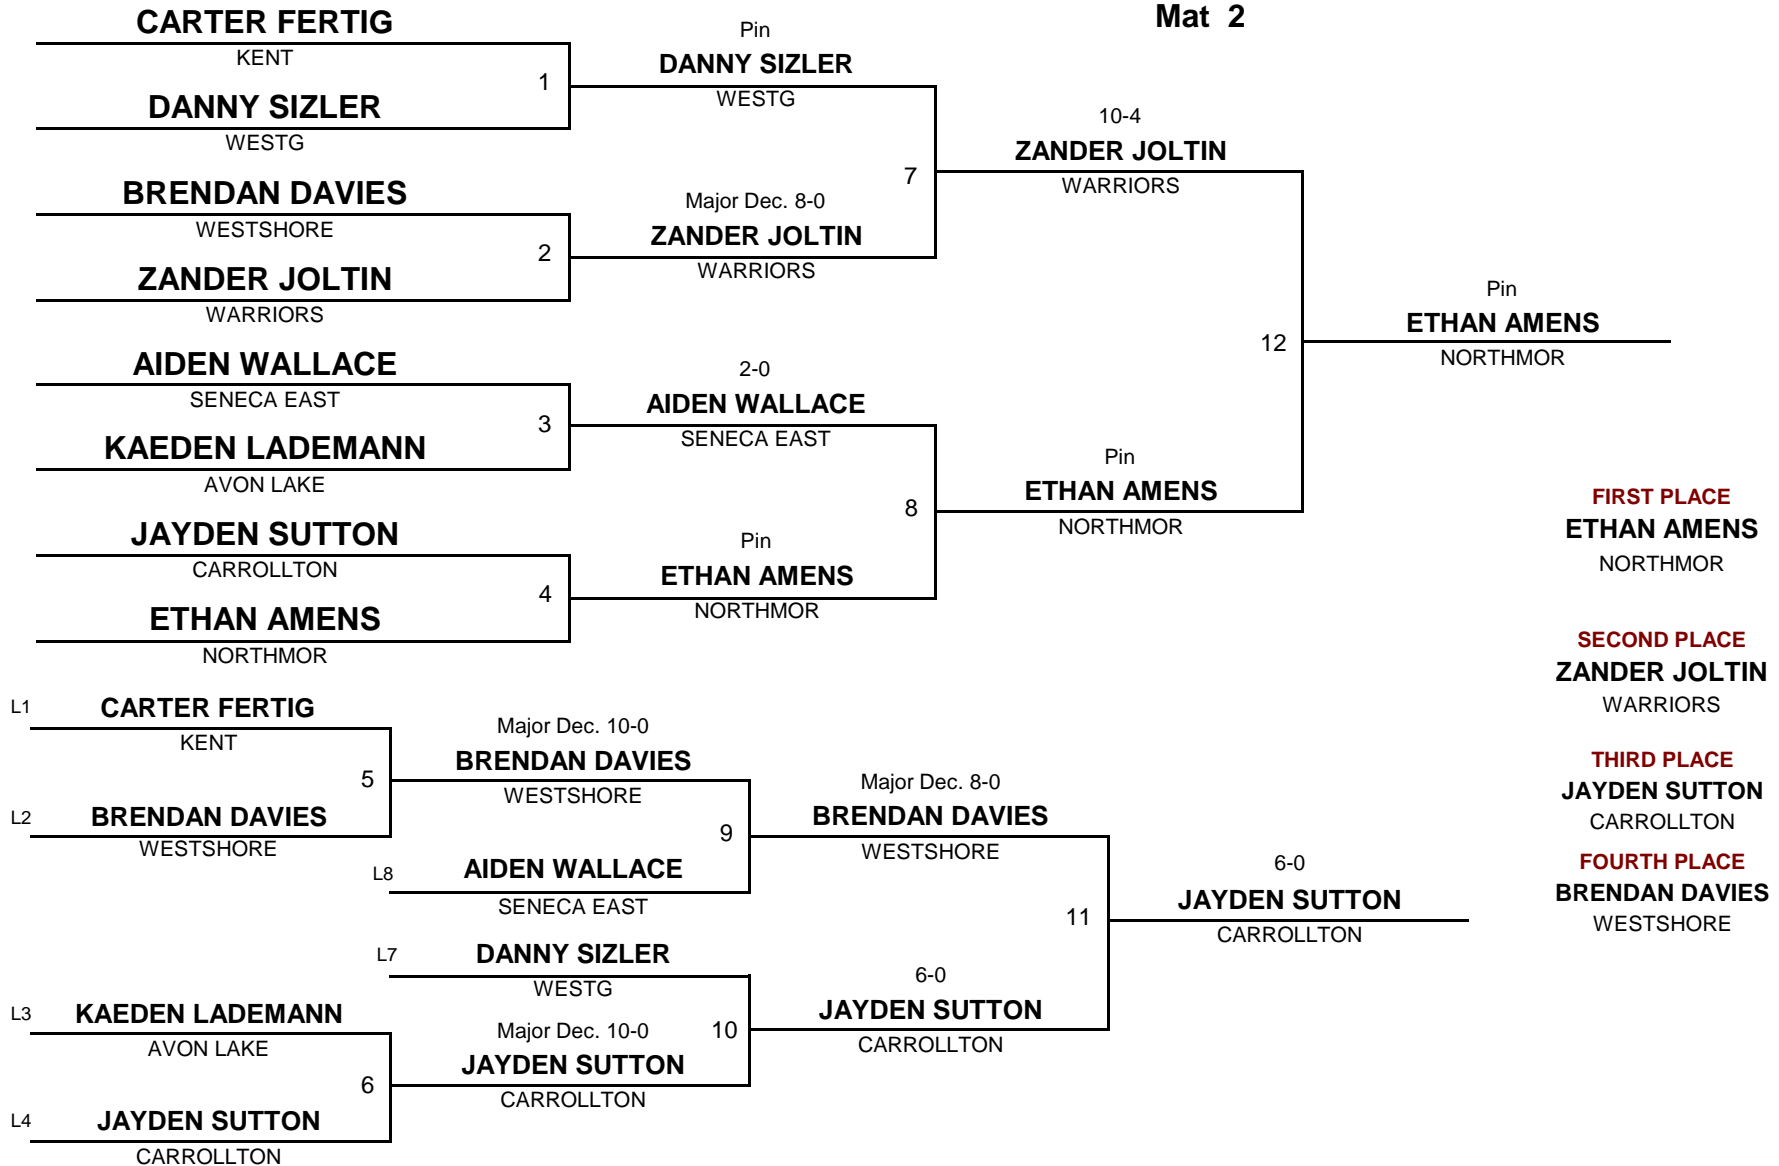 Mat 2
CARTER FERTIG
KENT
1
DANNY SIZLER
WESTG
BRENDAN DAVIES
WESTSHORE
2
ZANDER JOLTIN
WARRIORS
AIDEN WALLACE
SENECA EAST
3
KAEDEN LADEMANN
AVON LAKE
JAYDEN SUTTON
CARROLLTON
4
ETHAN AMENS
NORTHMOR
Pin
DANNY SIZLER
WESTG
7
Major Dec. 8-0
ZANDER JOLTIN
WARRIORS
2-0
AIDEN WALLACE
SENECA EAST
8
Pin
ETHAN AMENS
NORTHMOR
10-4
ZANDER JOLTIN
WARRIORS
12
Pin
ETHAN AMENS
NORTHMOR
Pin
ETHAN AMENS
NORTHMOR
L1
CARTER FERTIG
KENT
5
L2
BRENDAN DAVIES
WESTSHORE
Major Dec. 10-0
BRENDAN DAVIES
WESTSHORE
9
L8
AIDEN WALLACE
SENECA EAST
L7
DANNY SIZLER
WESTG
L3
KAEDEN LADEMANN
AVON LAKE
6
L4
JAYDEN SUTTON
CARROLLTON
Major Dec. 10-0
10
JAYDEN SUTTON
CARROLLTON
Major Dec. 8-0
BRENDAN DAVIES
WESTSHORE
11
6-0
JAYDEN SUTTON
CARROLLTON
6-0
JAYDEN SUTTON
CARROLLTON
FIRST PLACE
ETHAN AMENS
NORTHMOR
SECOND PLACE
ZANDER JOLTIN
WARRIORS
THIRD PLACE
JAYDEN SUTTON
CARROLLTON
FOURTH PLACE
BRENDAN DAVIES
WESTSHORE